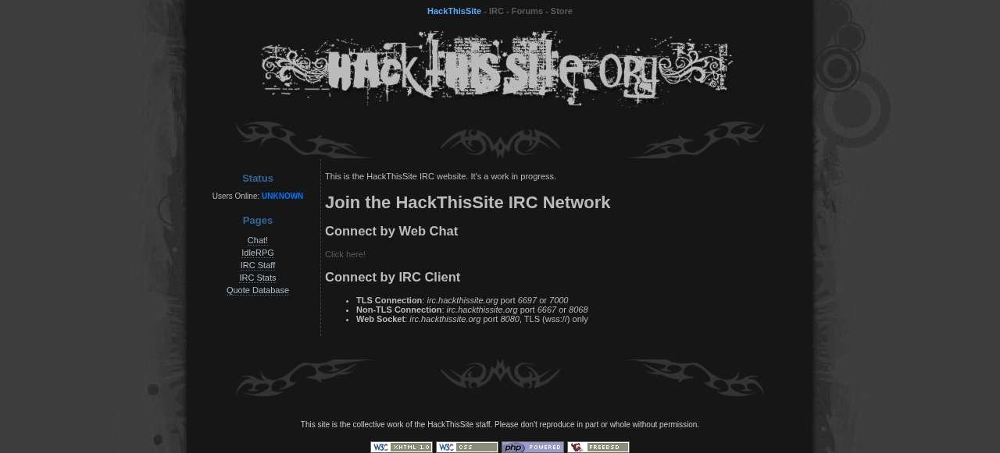 HackThisSite - IRC - Forums - Store
HackThisSite.org
Status
Users Online: UNKNOWN
Pages
Chat!
IdleRPG
IRC Staff
IRC Stats
Quote Database
This is the HackThisSite IRC website. It's a work in progress.
Join the HackThisSite IRC Network
Connect by Web Chat
Click here!
Connect by IRC Client
TLS Connection: irc.hackthissite.org port 6697 or 7000
Non-TLS Connection: irc.hackthissite.org port 6667 or 8068
Web Socket: irc.hackthissite.org port 8080, TLS (wss://) only
This site is the collective work of the HackThisSite staff. Please don't reproduce in part or whole without permission.
W3C XHTML 1.0 W3C CSS php POWERED FREEBSD